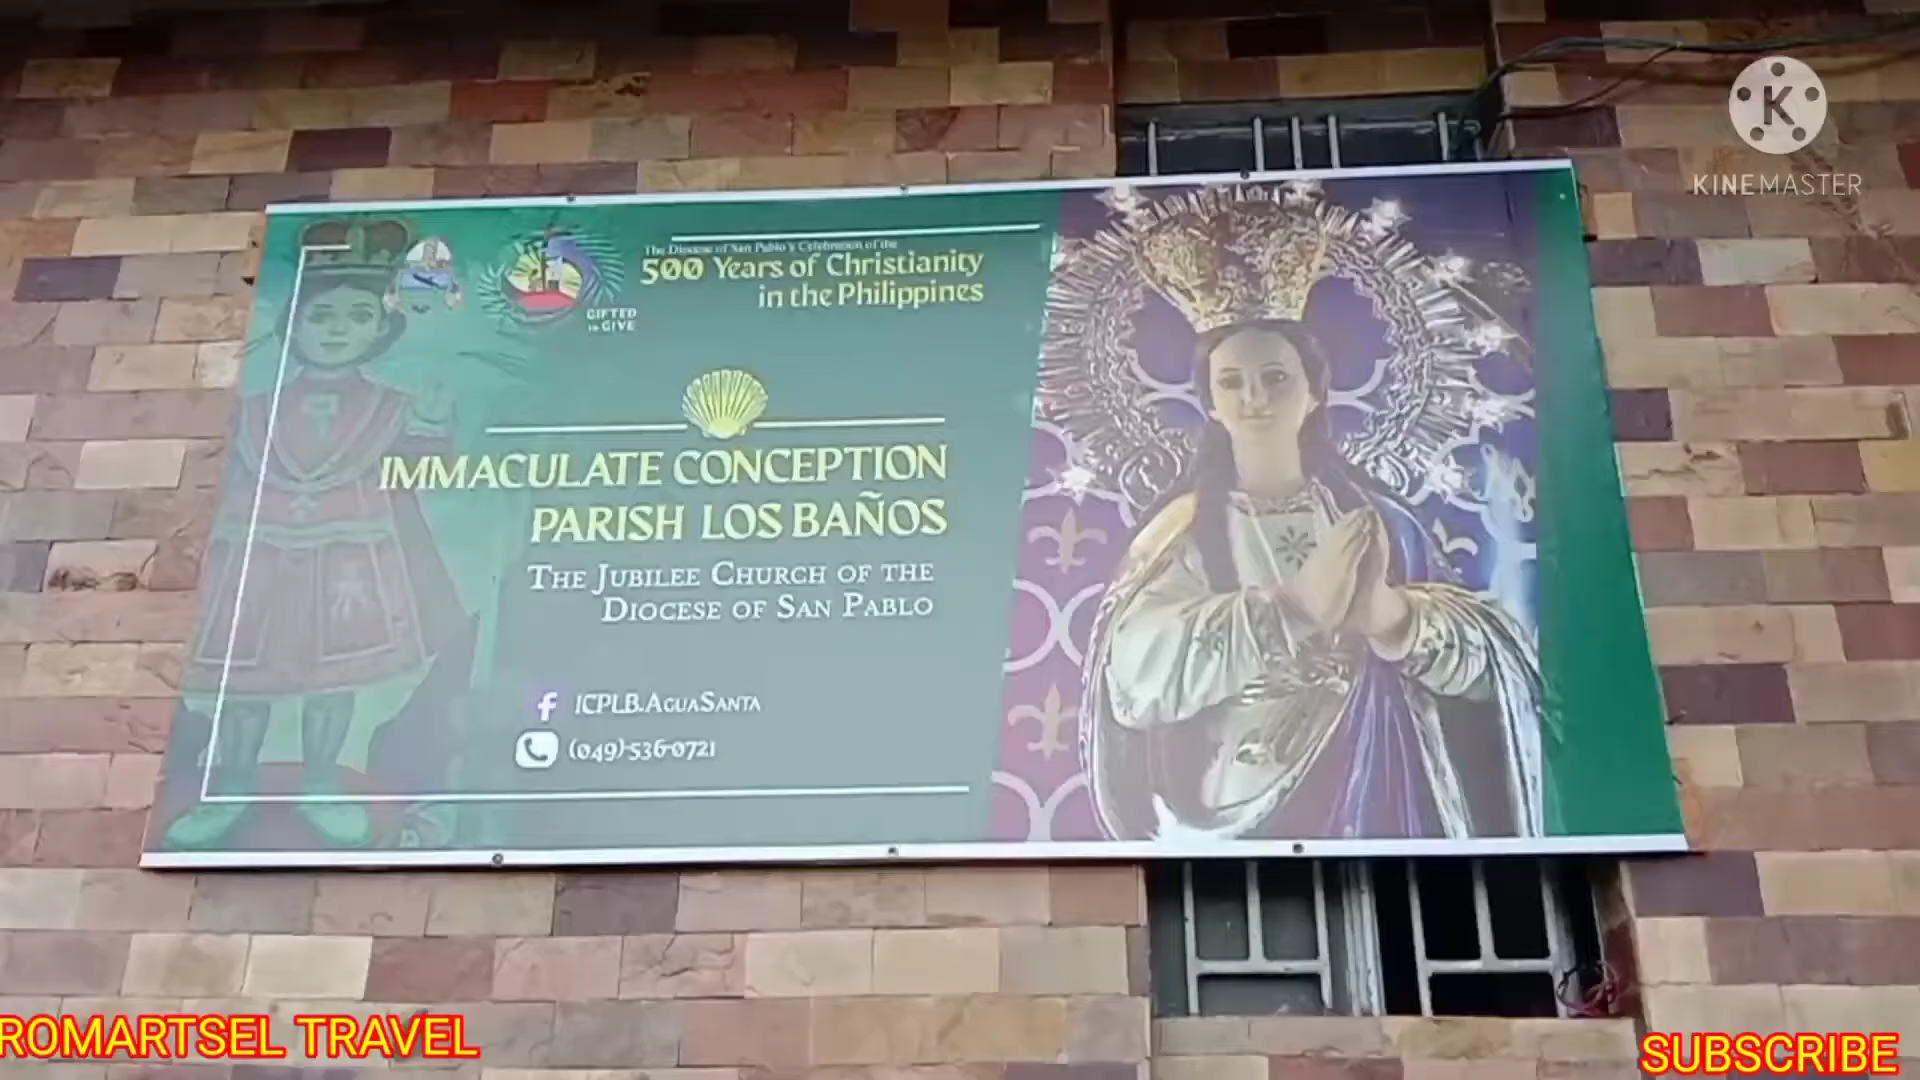 KINEMASTER
The Diocese of San Pablo's Celebration of the
500 Years of Christianity
in the Philippines
GIFTED
to GIVE
IMMACULATE CONCEPTION
PARISH LOS BAÑOS
THE JUBILEE CHURCH OF THE
DIOCESE OF SAN PABLO
f ICPLB.AGUASANTA
(049)-536-0721
ROMARTSEL TRAVEL
SUBSCRIBE